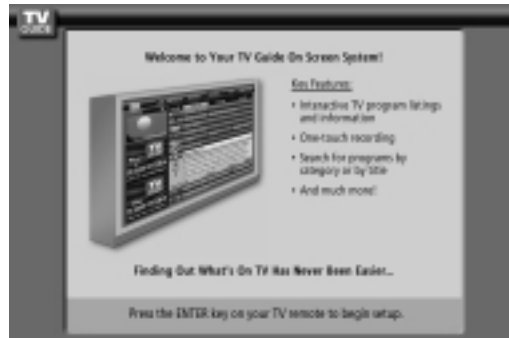 TV
GUIDE
Welcome to Your TV Guide On Screen System!
Key Features:
• Interactive TV program listings
and information
• One-touch recording
• Search for programs by
category or by title
• And much more!
TV
TV
Finding Out What's On TV Has Never Been Easier...
Press the ENTER key on your TV remote to begin setup.